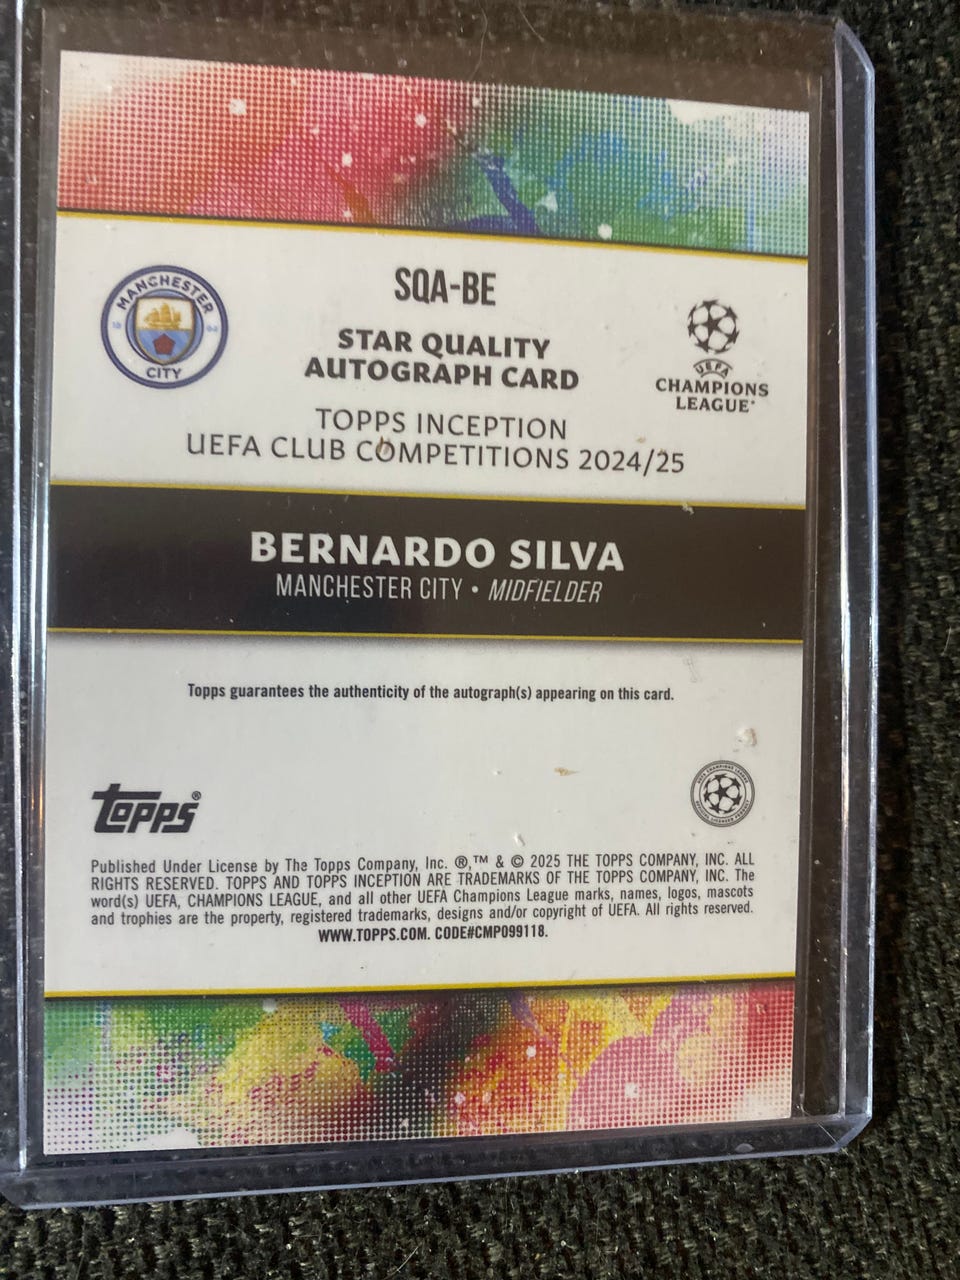 SQA-BE
MANCHESTER
CITY
STAR QUALITY
AUTOGRAPH CARD
UEFA
CHAMPIONS
LEAGUE®
TOPPS INCEPTION
UEFA CLUB COMPETITIONS 2024/25
BERNARDO SILVA
MANCHESTER CITY • MIDFIELDER
Topps guarantees the authenticity of the autograph(s) appearing on this card.
TOPPS®
Published Under License by The Topps Company, Inc. ®,™ & © 2025 THE TOPPS COMPANY, INC. ALL
RIGHTS RESERVED. TOPPS AND TOPPS INCEPTION ARE TRADEMARKS OF THE TOPPS COMPANY, INC. The
word(s) UEFA, CHAMPIONS LEAGUE, and all other UEFA Champions League marks, names, logos, mascots
and trophies are the property, registered trademarks, designs and/or copyright of UEFA. All rights reserved.
WWW.TOPPS.COM. CODE#CMP099118.